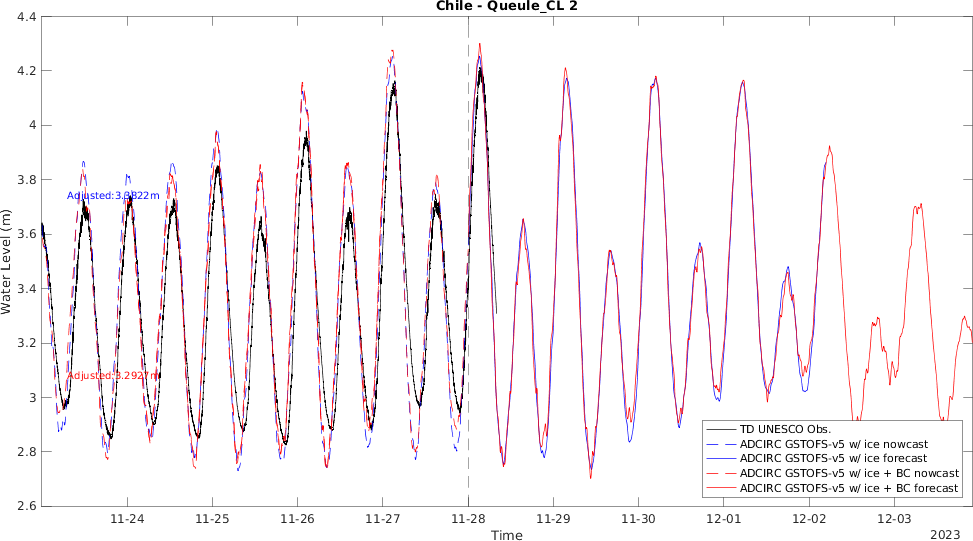 Chile - Queule_CL 2
Water Level (m)
4.4
4.2
4
3.8
3.6
3.4
3.2
3
2.8
2.6
Adjusted:3.3822m
Adjusted:3.2927m
TD UNESCO Obs.
ADCIRC GSTOFS-v5 w/ ice nowcast
ADCIRC GSTOFS-v5 w/ ice forecast
ADCIRC GSTOFS-v5 w/ ice + BC nowcast
ADCIRC GSTOFS-v5 w/ ice + BC forecast
11-24 11-25 11-26 11-27 11-28 11-29 11-30 12-01 12-02 12-03
Time
2023